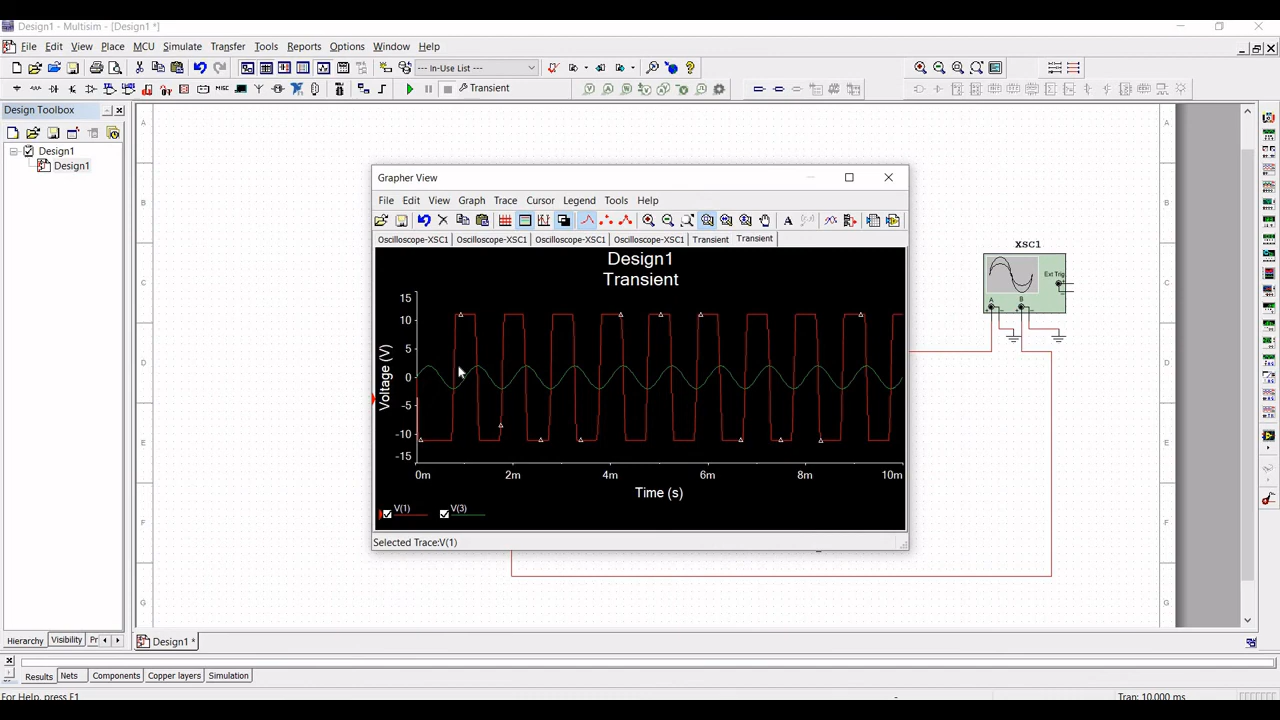 Design1 - Multisim - [Design1 *]
File Edit View Place MCU Simulate Transfer Tools Reports Options Window Help
--- In-Use List ---
Transient
Design Toolbox
Design1
Design1
A
B
C
D
E
F
G
A
B
C
D
E
F
G
XSC1
Ext Trig
A
B
Grapher View
File Edit View Graph Trace Cursor Legend Tools Help
Oscilloscope-XSC1 Oscilloscope-XSC1 Oscilloscope-XSC1 Oscilloscope-XSC1 Transient Transient
Design1
Transient
15
10
5
0
-5
-10
-15
Voltage (V)
0m 2m 4m 6m 8m 10m
Time (s)
V(1) V(3)
Selected Trace:V(1)
Hierarchy Visibility Pr
Design1 *
Results Nets Components Copper layers Simulation
For Help, press F1
Tran: 10.000 ms